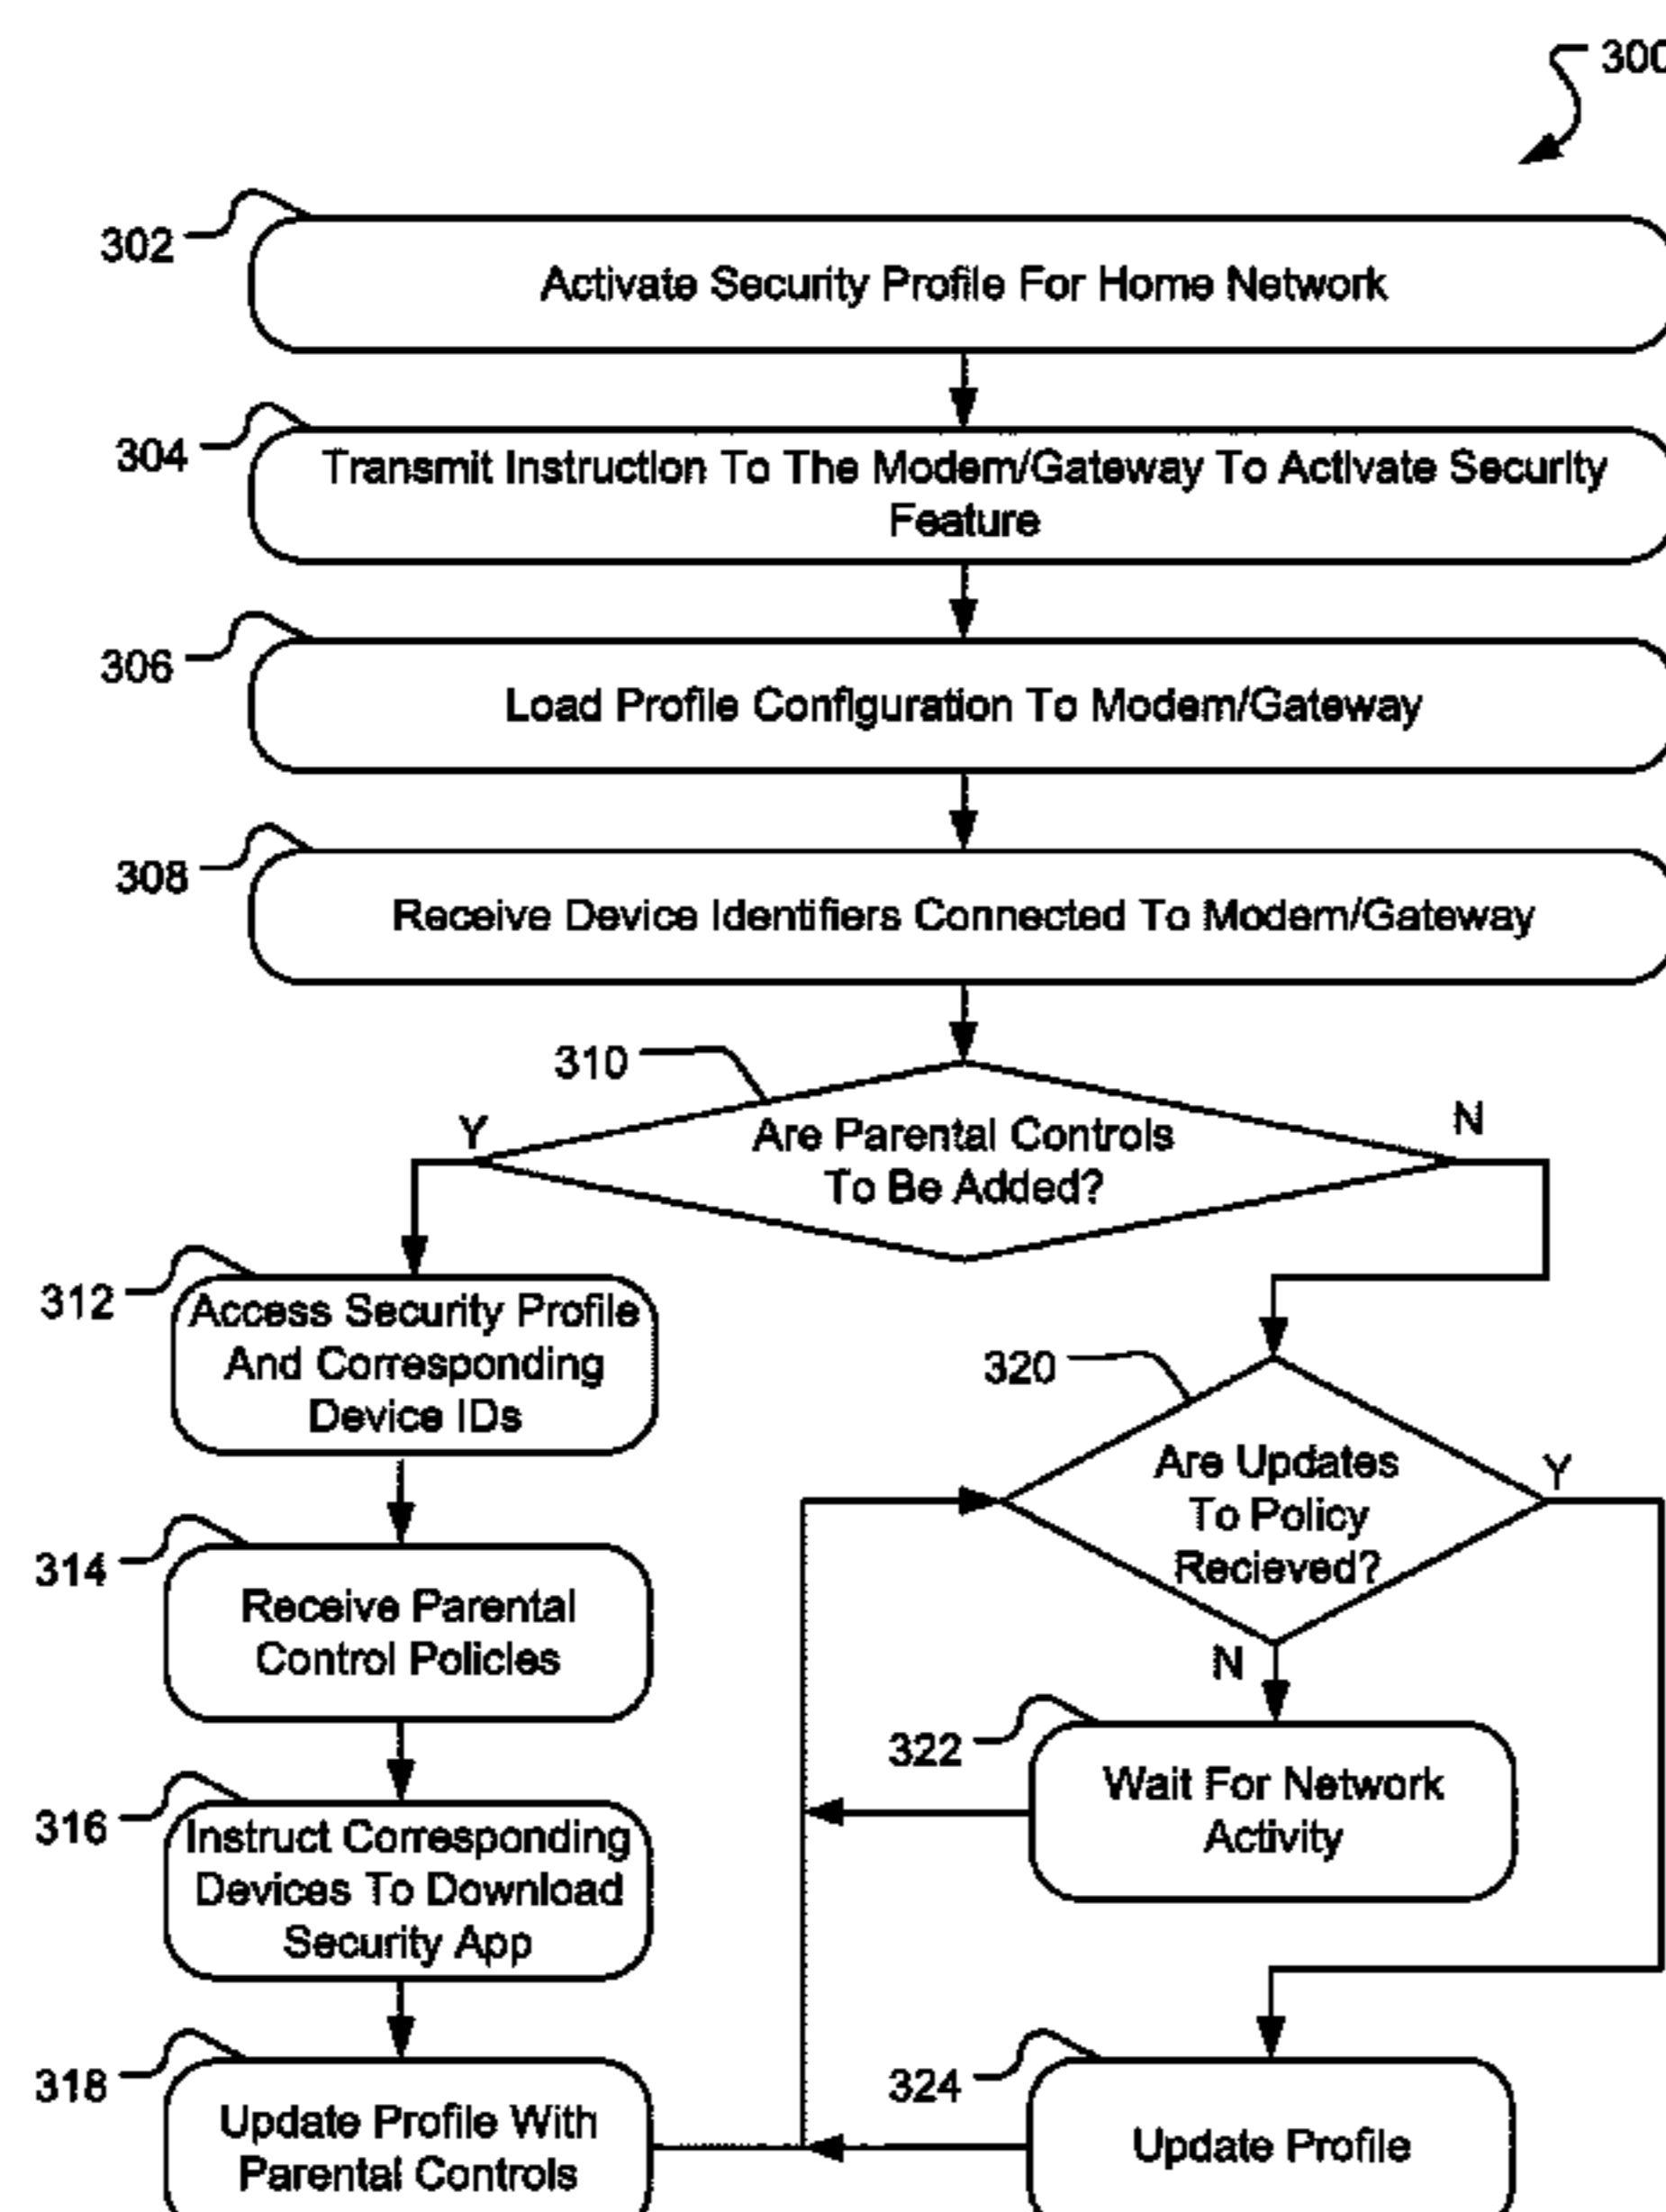 300
302
Activate Security Profile For Home Network
304
Transmit Instruction To The Modem/Gateway To Activate Security
Feature
306
Load Profile Configuration To Modem/Gateway
308
Receive Device Identifiers Connected To Modem/Gateway
310
Y
Are Parental Controls
To Be Added?
N
312
Access Security Profile
And Corresponding
Device IDs
320
Are Updates
To Policy
Recieved?
Y
N
314
Receive Parental
Control Policies
322
Wait For Network
Activity
316
Instruct Corresponding
Devices To Download
Security App
318
Update Profile With
Parental Controls
324
Update Profile